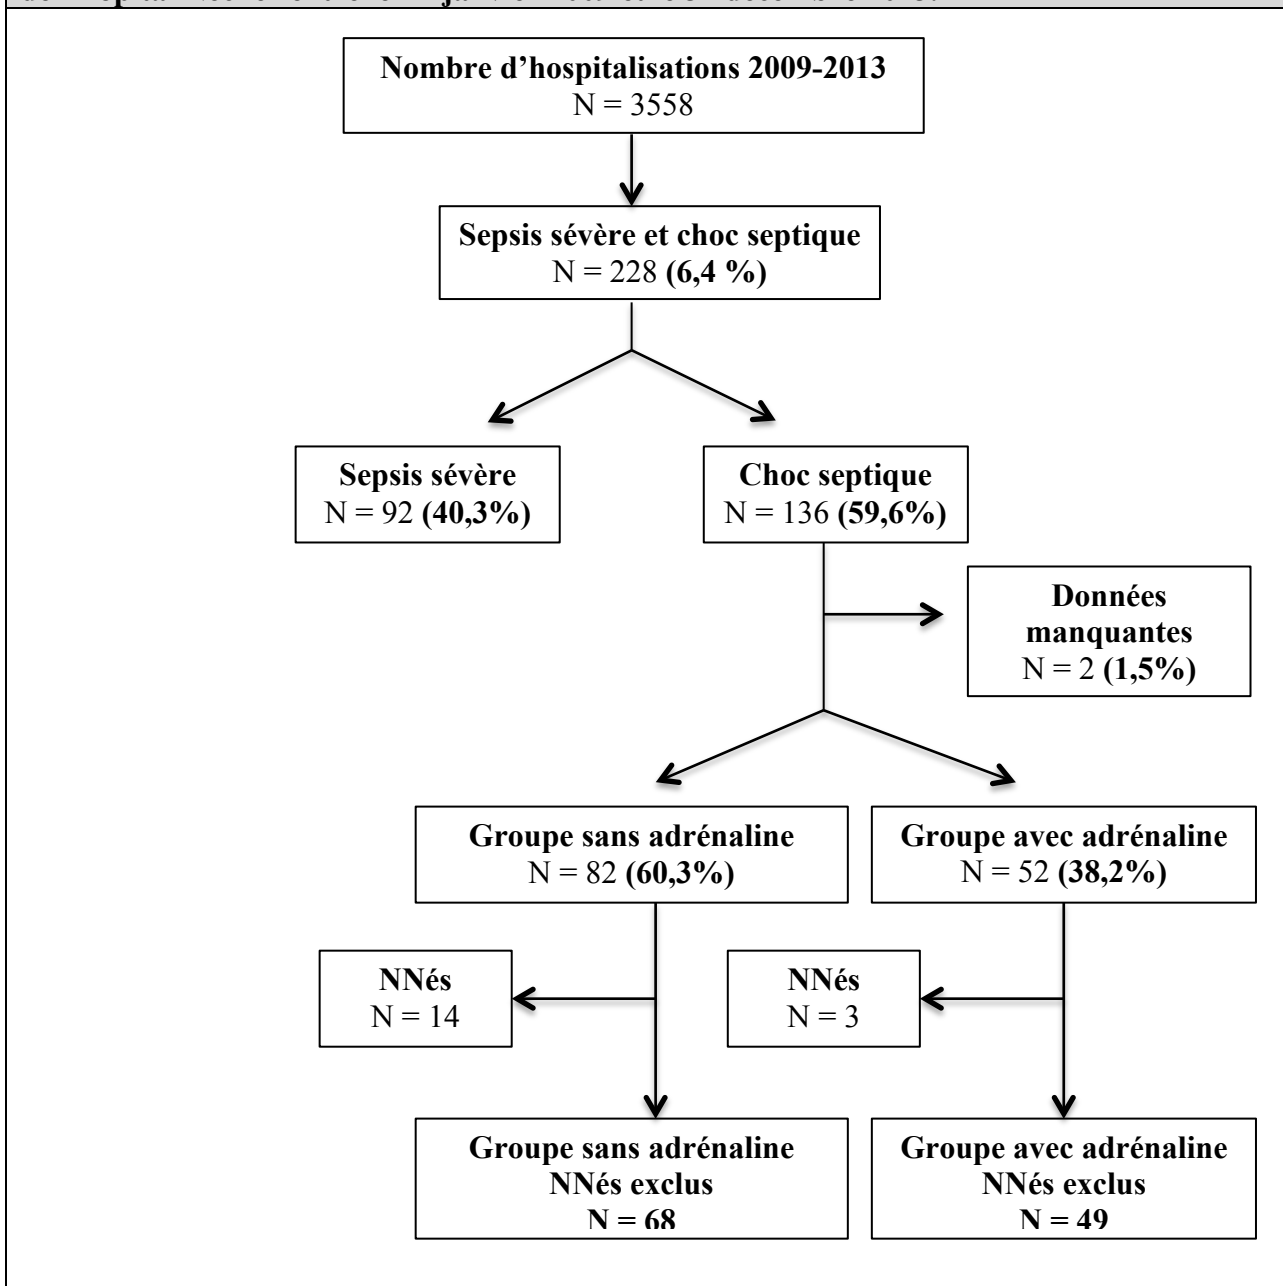 Nombre d'hospitalisations 2009-2013
N = 3558
Sepsis sévère et choc septique
N = 228 (6,4 %)
Sepsis sévère
N = 92 (40,3%)
Choc septique
N = 136 (59,6%)
Données
manquantes
N = 2 (1,5%)
Groupe sans adrénaline
N = 82 (60,3%)
Groupe avec adrénaline
N = 52 (38,2%)
NNés
N = 14
NNés
N = 3
Groupe sans adrénaline
NNés exclus
N = 68
Groupe avec adrénaline
NNés exclus
N = 49